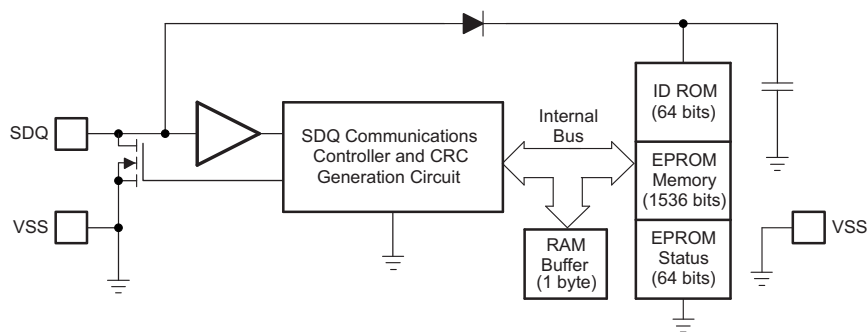 SDQ
VSS
SDQ Communications
Controller and CRC
Generation Circuit
Internal
Bus
RAM
Buffer
(1 byte)
ID ROM
(64 bits)
EPROM
Memory
(1536 bits)
EPROM
Status
(64 bits)
VSS